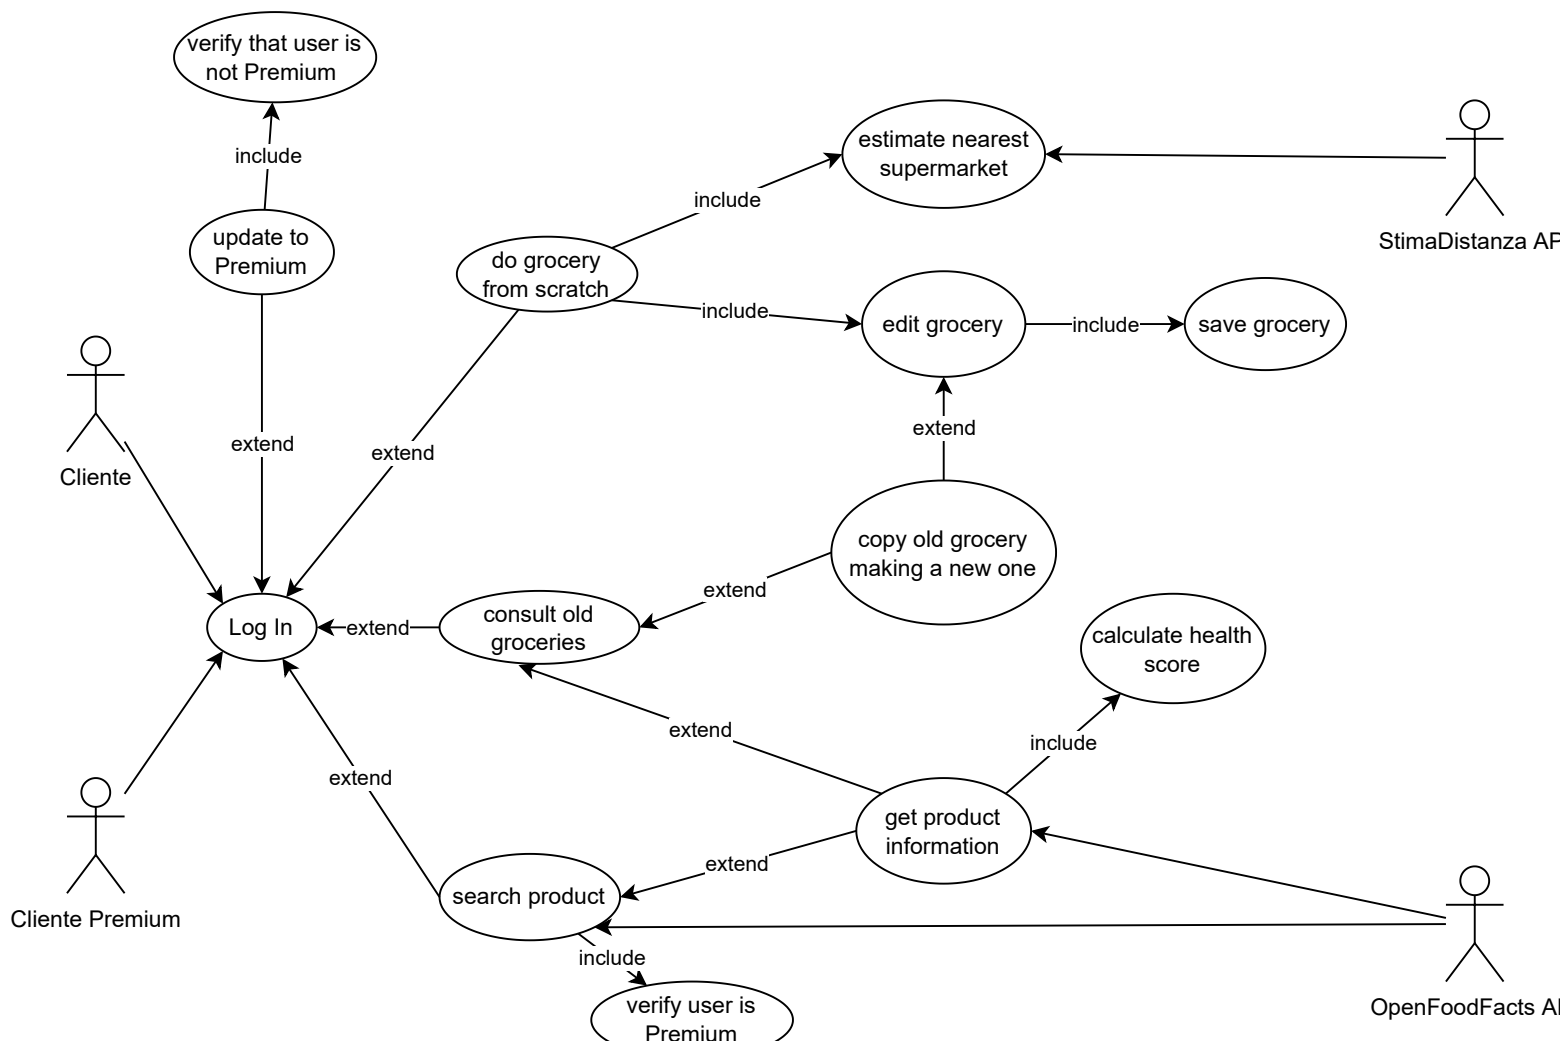 verify that user is
not Premium
include
estimate nearest
supermarket
include
update to
Premium
StimaDistanza AP
do grocery
from scratch
include
edit grocery
include
save grocery
extend
extend
extend
Cliente
copy old grocery
making a new one
extend
consult old
groceries
Log In
extend
calculate health
score
extend
include
extend
get product
information
extend
search product
Cliente Premium
include
OpenFoodFacts
verify user is
Premium